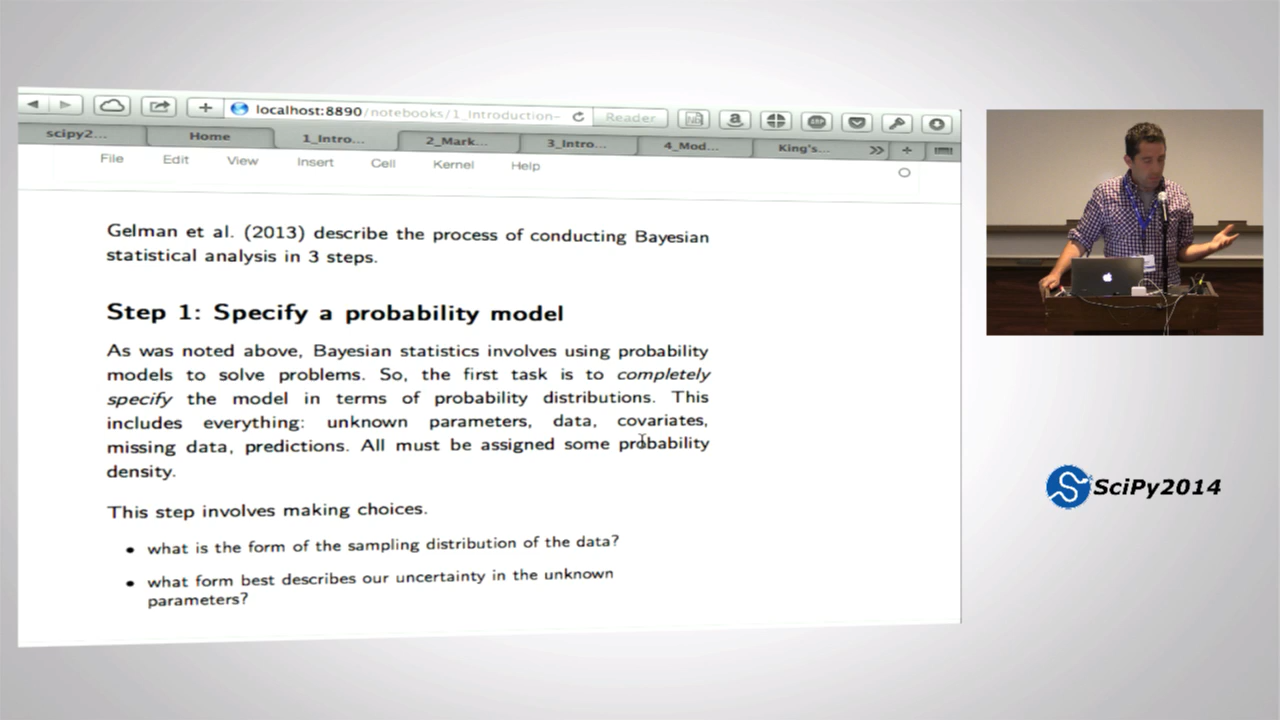 localhost:8890/notebooks/1_Introduction-
Reader
scipy2...
Home
1_Intro...
2_Mark...
3_Intro...
4_Mod...
King's...
File Edit View Insert Cell Kernel Help
Gelman et al. (2013) describe the process of conducting Bayesian
statistical analysis in 3 steps.
Step 1: Specify a probability model
As was noted above, Bayesian statistics involves using probability
models to solve problems. So, the first task is to completely
specify the model in terms of probability distributions. This
includes everything: unknown parameters, data, covariates,
missing data, predictions. All must be assigned some probability
density.
This step involves making choices.
• what is the form of the sampling distribution of the data?
• what form best describes our uncertainty in the unknown
parameters?
SciPy2014